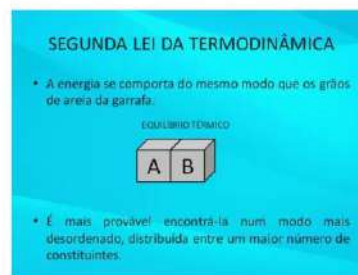 SEGUNDA LEI DA TERMODINÂMICA
• A energia se comporta do mesmo modo que os grãos
de areia da garrafa.
EQUILÍBRIO TÉRMICO
A B
• É mais provável encontrá-la num modo mais
desordenado, distribuída entre um maior número de
constituintes.